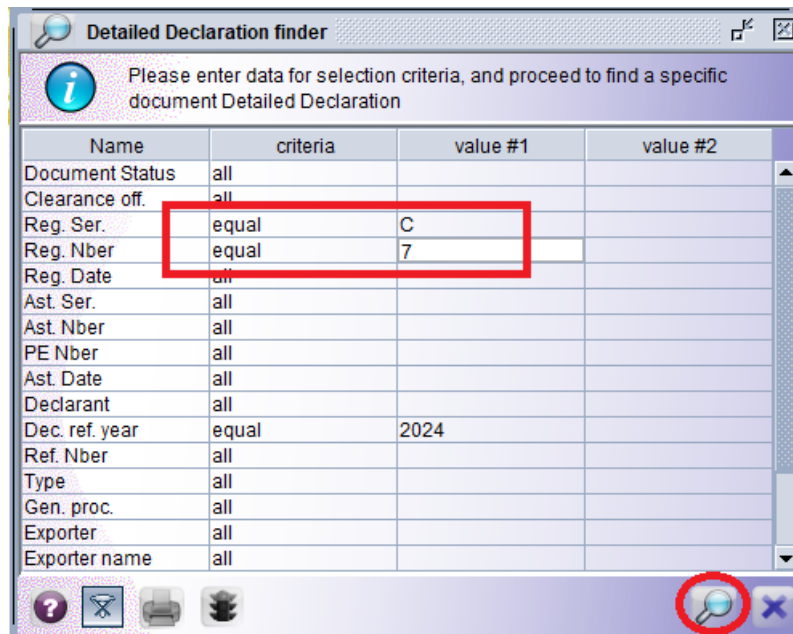 Detailed Declaration finder
Please enter data for selection criteria, and proceed to find a specific
document Detailed Declaration
Name criteria value #1 value #2
Document Status all
Clearance off. all
Reg. Ser. equal C
Reg. Nber equal 7
Reg. Date all
Ast. Ser. all
Ast. Nber all
PE Nber all
Ast. Date all
Declarant all
Dec. ref. year equal 2024
Ref. Nber all
Type all
Gen. proc. all
Exporter all
Exporter name all